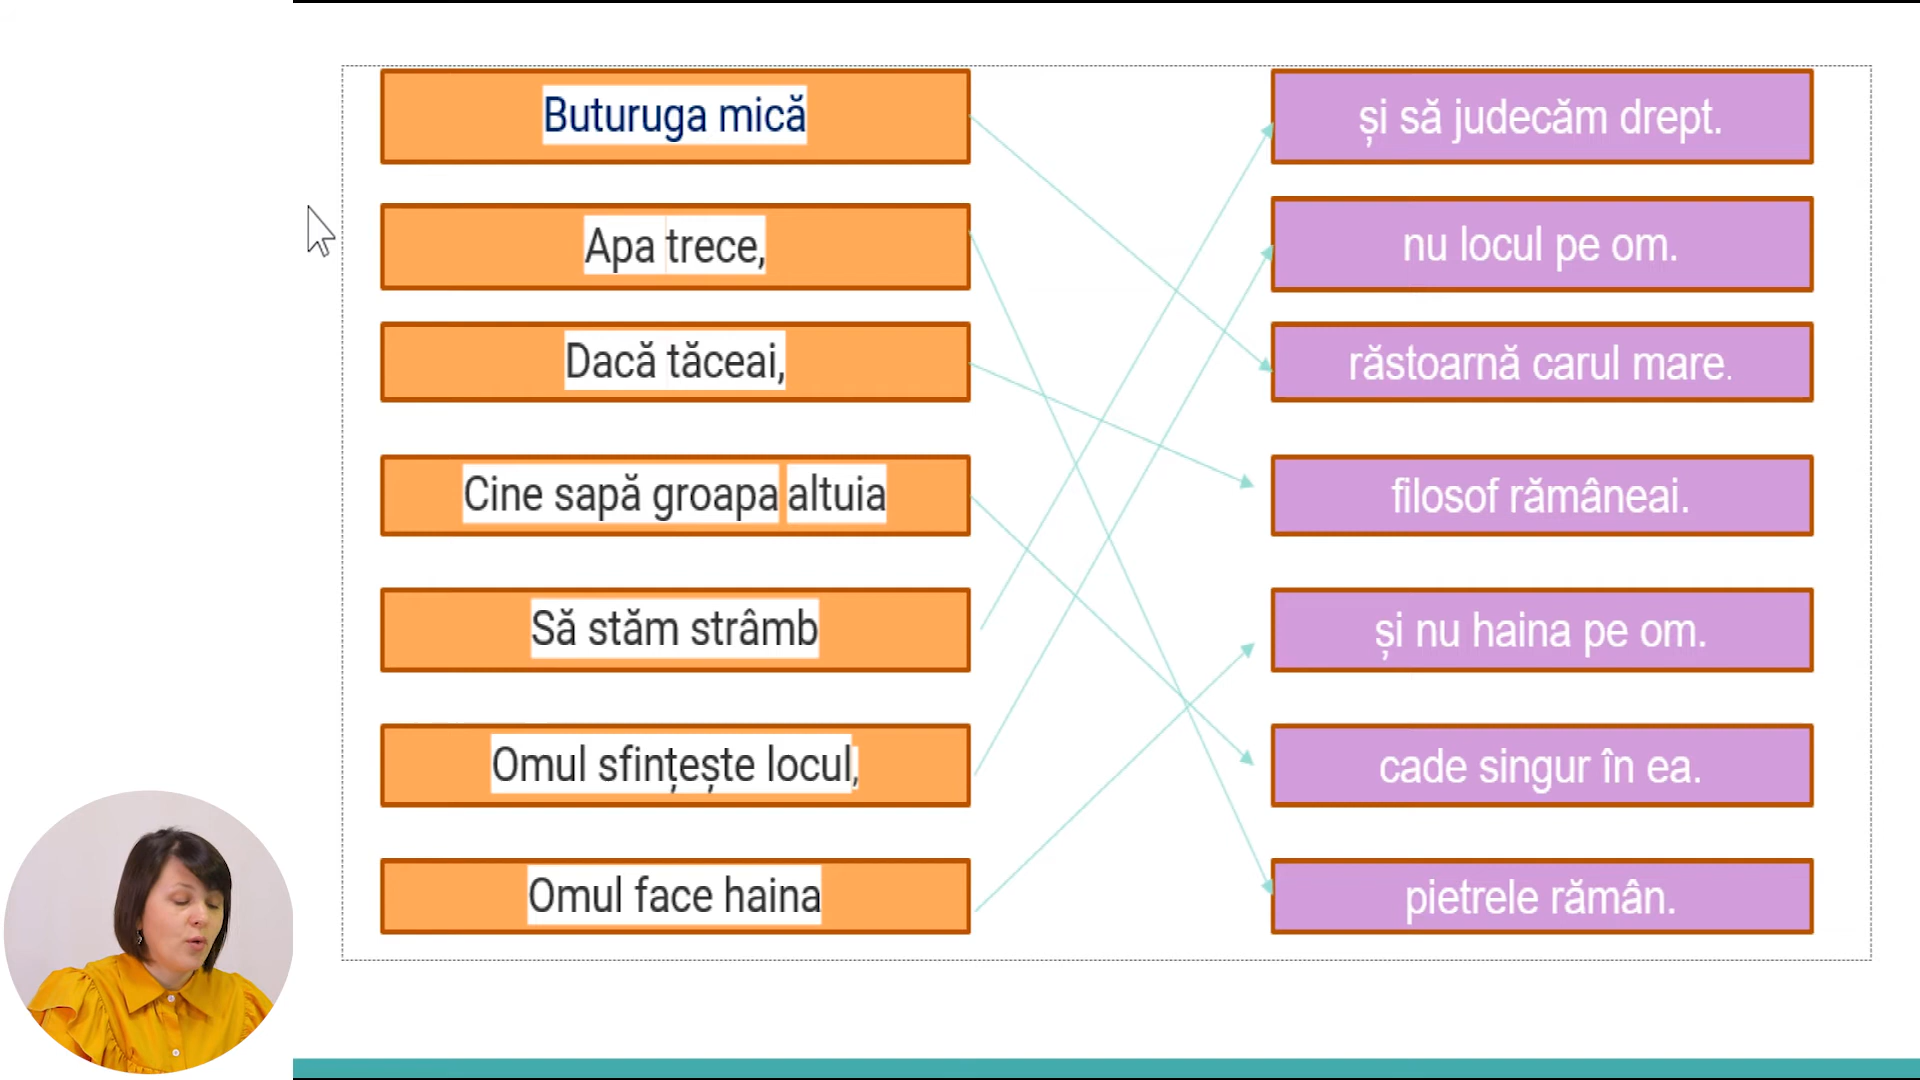 Buturuga mică
și să judecăm drept.
Apa trece,
nu locul pe om.
Dacă tăceai,
răstoarnă carul mare.
Cine sapă groapa altuia
filosof rămâneai.
Să stăm strâmb
și nu haina pe om.
Omul sfințește locul,
cade singur în ea.
Omul face haina
pietrele rămân.